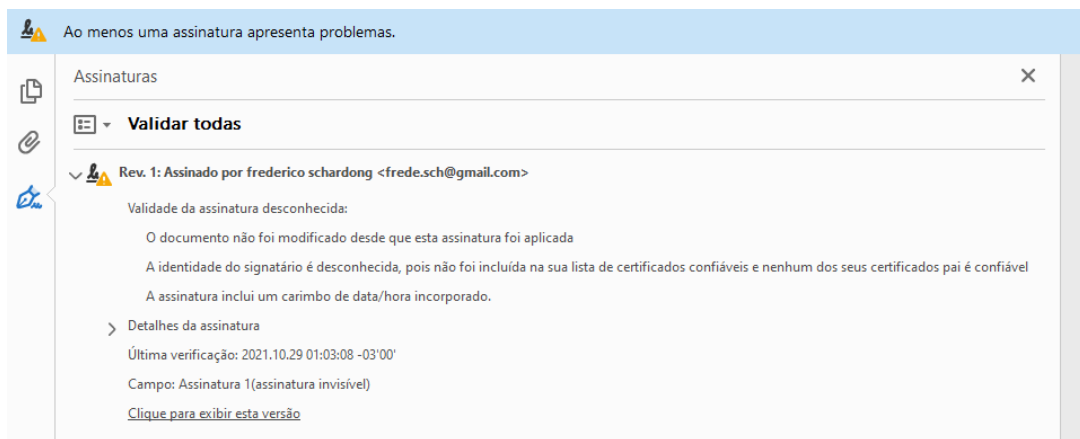 Ao menos uma assinatura apresenta problemas.
Assinaturas
Validar todas
Rev. 1: Assinado por frederico schardong <frede.sch@gmail.com>
Validade da assinatura desconhecida:
O documento não foi modificado desde que esta assinatura foi aplicada
A identidade do signatário é desconhecida, pois não foi incluída na sua lista de certificados confiáveis e nenhum dos seus certificados pai é confiável
A assinatura inclui um carimbo de data/hora incorporado.
Detalhes da assinatura
Última verificação: 2021.10.29 01:03:08 -03'00'
Campo: Assinatura 1(assinatura invisível)
Clique para exibir esta versão